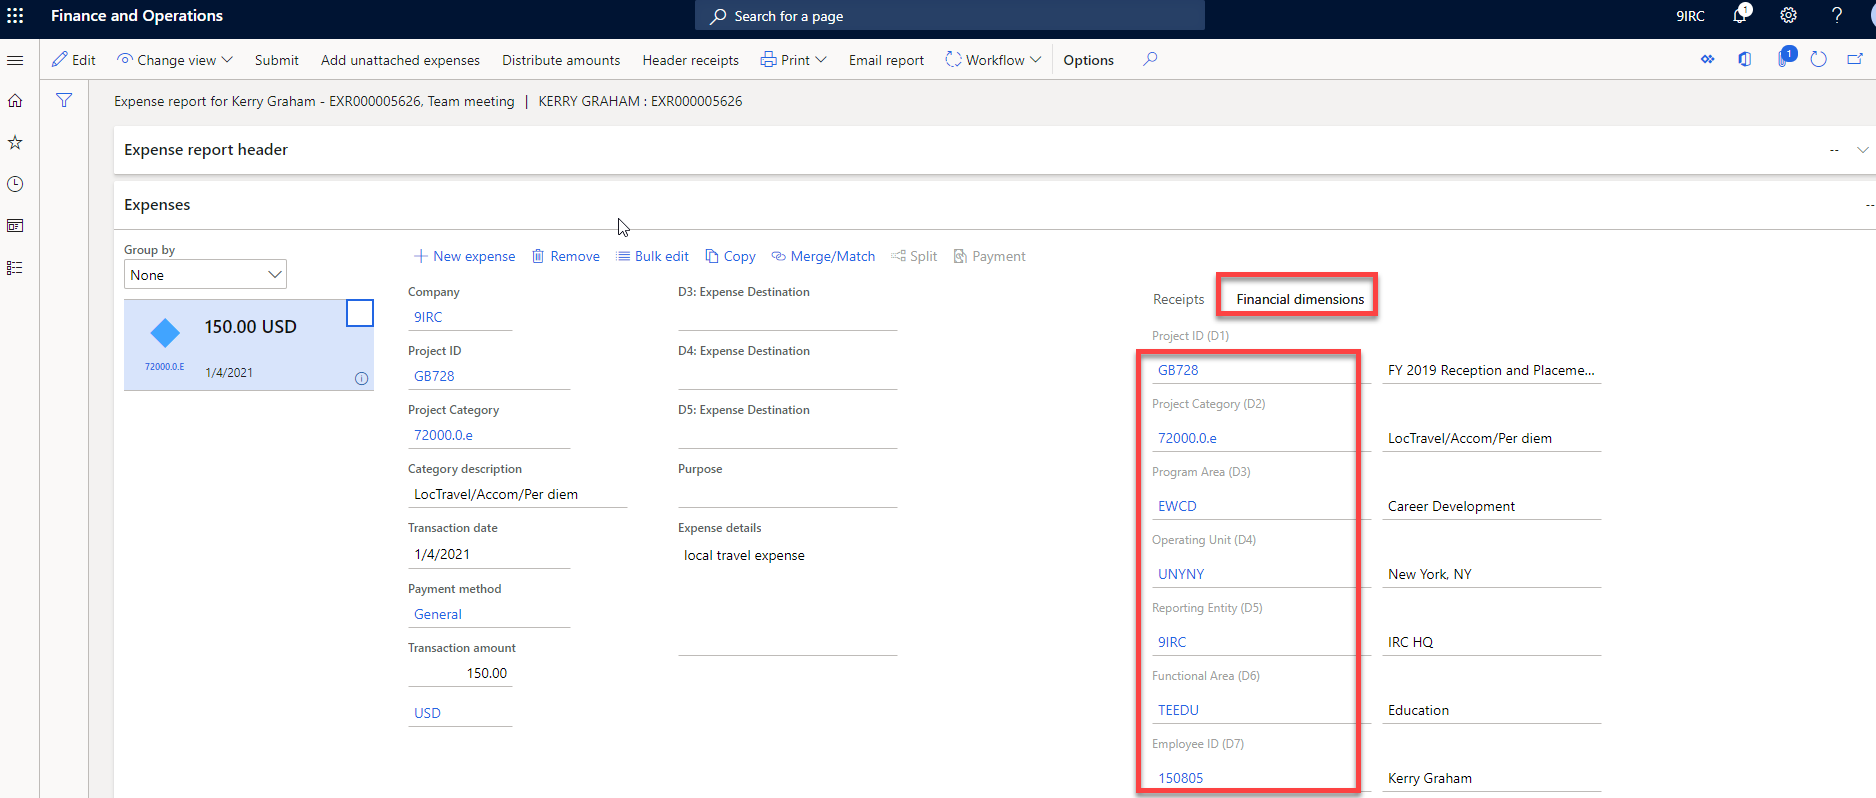 Finance and Operations
Search for a page
9IRC
1
Edit
Change view
Submit
Add unattached expenses
Distribute amounts
Header receipts
Print
Email report
Workflow
Options
1
Expense report for Kerry Graham - EXR000005626, Team meeting | KERRY GRAHAM : EXR000005626
Expense report header
--
Expenses
--
Group by
None
150.00 USD
72000.0.E
1/4/2021
New expense
Remove
Bulk edit
Copy
Merge/Match
Split
Payment
Company
9IRC
Project ID
GB728
Project Category
72000.0.e
Category description
LocTravel/Accom/Per diem
Transaction date
1/4/2021
Payment method
General
Transaction amount
150.00
USD
D3: Expense Destination
D4: Expense Destination
D5: Expense Destination
Purpose
Expense details
local travel expense
Receipts
Financial dimensions
Project ID (D1)
GB728
FY 2019 Reception and Placeme...
Project Category (D2)
72000.0.e
LocTravel/Accom/Per diem
Program Area (D3)
EWCD
Career Development
Operating Unit (D4)
UNYNY
New York, NY
Reporting Entity (D5)
9IRC
IRC HQ
Functional Area (D6)
TEEDU
Education
Employee ID (D7)
150805
Kerry Graham